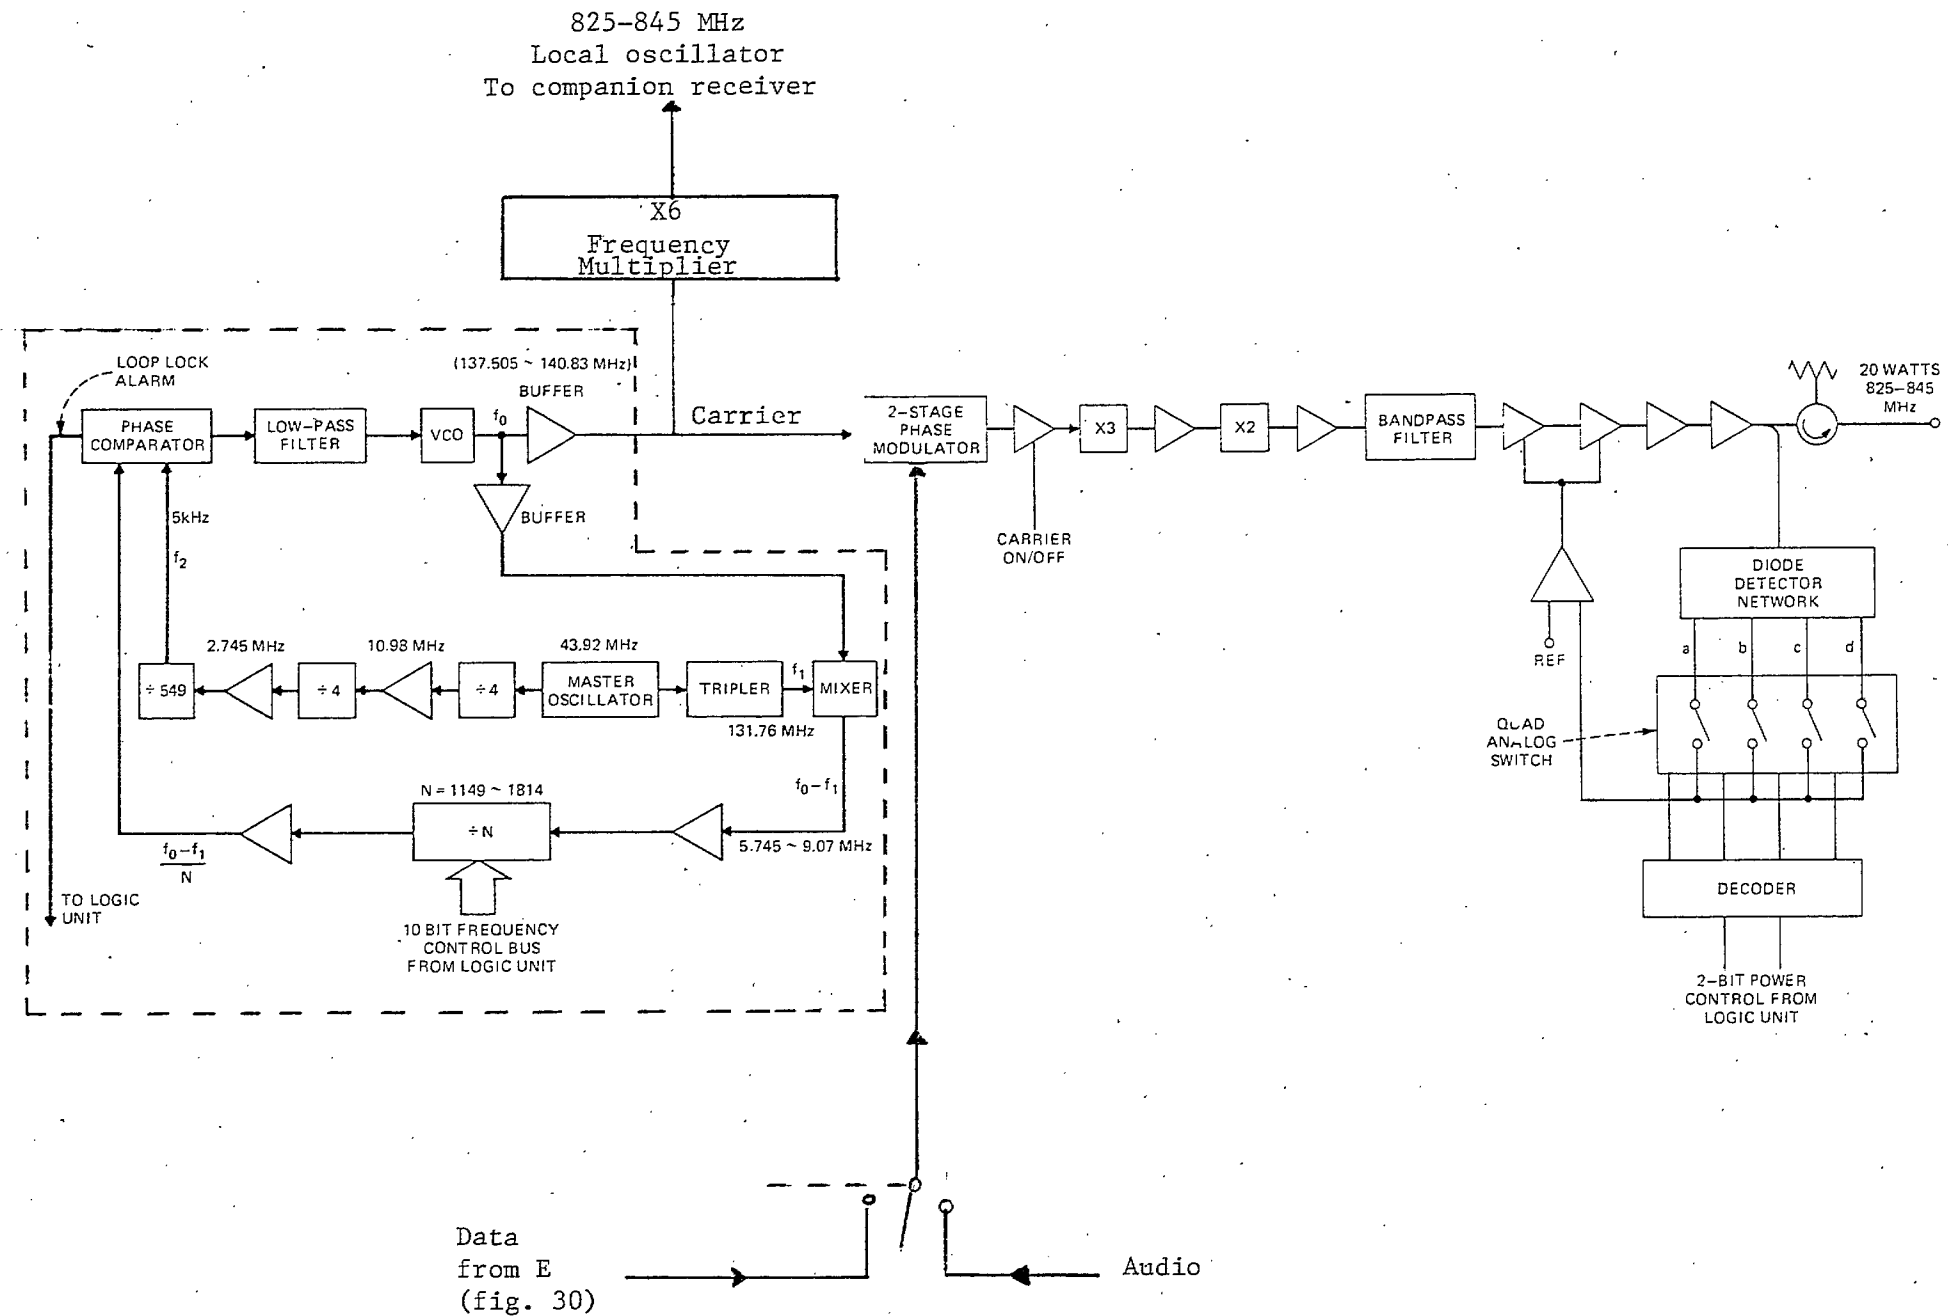 825–845 MHz
Local oscillator
To companion receiver
X6
Frequency
Multiplier
LOOP LOCK
ALARM
(137.505 ~ 140.83 MHz)
BUFFER
PHASE
COMPARATOR
LOW–PASS
FILTER
VCO
f0
Carrier
2–STAGE
PHASE
MODULATOR
X3
X2
BANDPASS
FILTER
20 WATTS
825–845
MHz
CARRIER
ON/OFF
5kHz
f2
BUFFER
DIODE
DETECTOR
NETWORK
a
b
c
d
REF
QUAD
ANALOG
SWITCH
DECODER
2–BIT POWER
CONTROL FROM
LOGIC UNIT
2.745 MHz
10.98 MHz
43.92 MHz
÷ 549
÷4
÷4
MASTER
OSCILLATOR
TRIPLER
f1
MIXER
131.76 MHz
f0–f1
N = 1149 ~ 1814
÷N
5.745 ~ 9.07 MHz
f0–f1
N
TO LOGIC
UNIT
10 BIT FREQUENCY
CONTROL BUS
FROM LOGIC UNIT
Data
from E
(fig. 30)
Audio